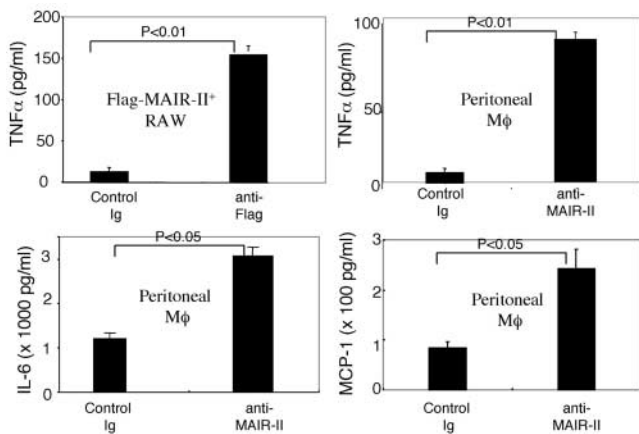 TNFα (pg/ml)
200
150
100
50
0
P<0.01
Flag-MAIR-II+
RAW
Control
Ig
anti-
Flag
TNFα (pg/ml)
100
50
0
P<0.01
Peritoneal
Mϕ
Control
Ig
anti-
MAIR-II
IL-6 (x 1000 pg/ml)
3
2
1
0
P<0.05
Peritoneal
Mϕ
Control
Ig
anti-
MAIR-II
MCP-1 (x 100 pg/ml)
3
2
1
0
P<0.05
Peritoneal
Mϕ
Control
Ig
anti-
MAIR-II